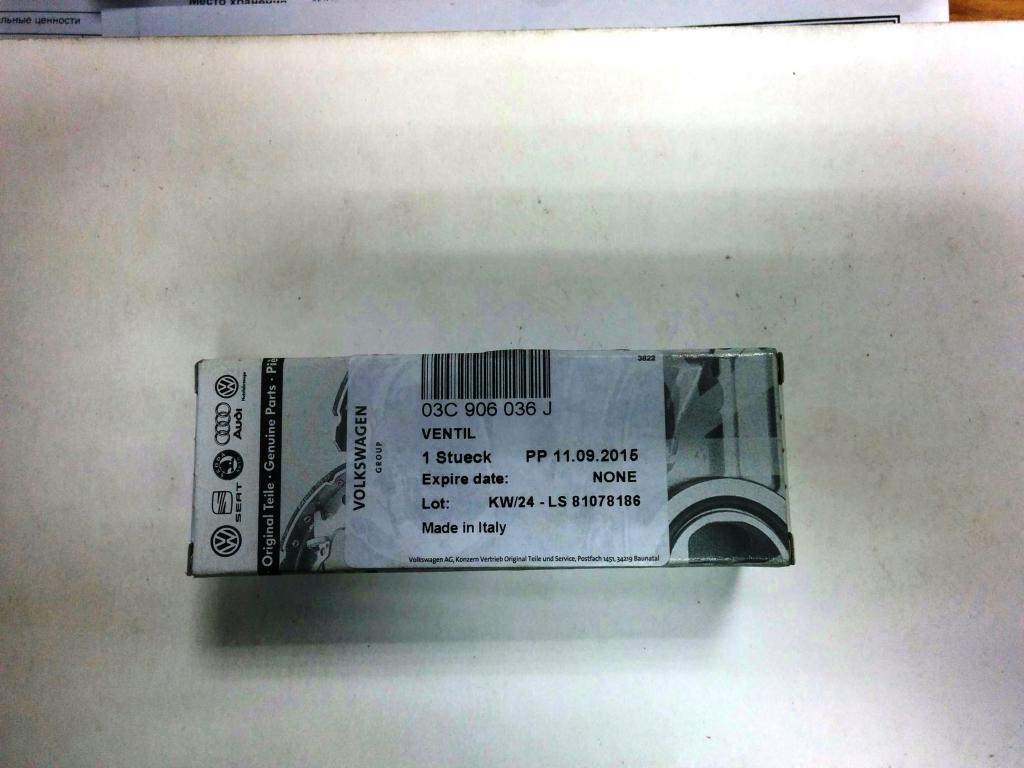 льные ценности
Место хранения
3822
03C 906 036 J
VENTIL
1 Stueck PP 11.09.2015
Expire date: NONE
Lot: KW/24 - LS 81078186
Made in Italy
Volkswagen AG, Konzern Vertrieb Original Teile und Service, Postfach 1451, 34219 Baunatal
VOLKSWAGEN
GROUP
Original Teile · Genuine Parts · Piè
Audi
SEAT